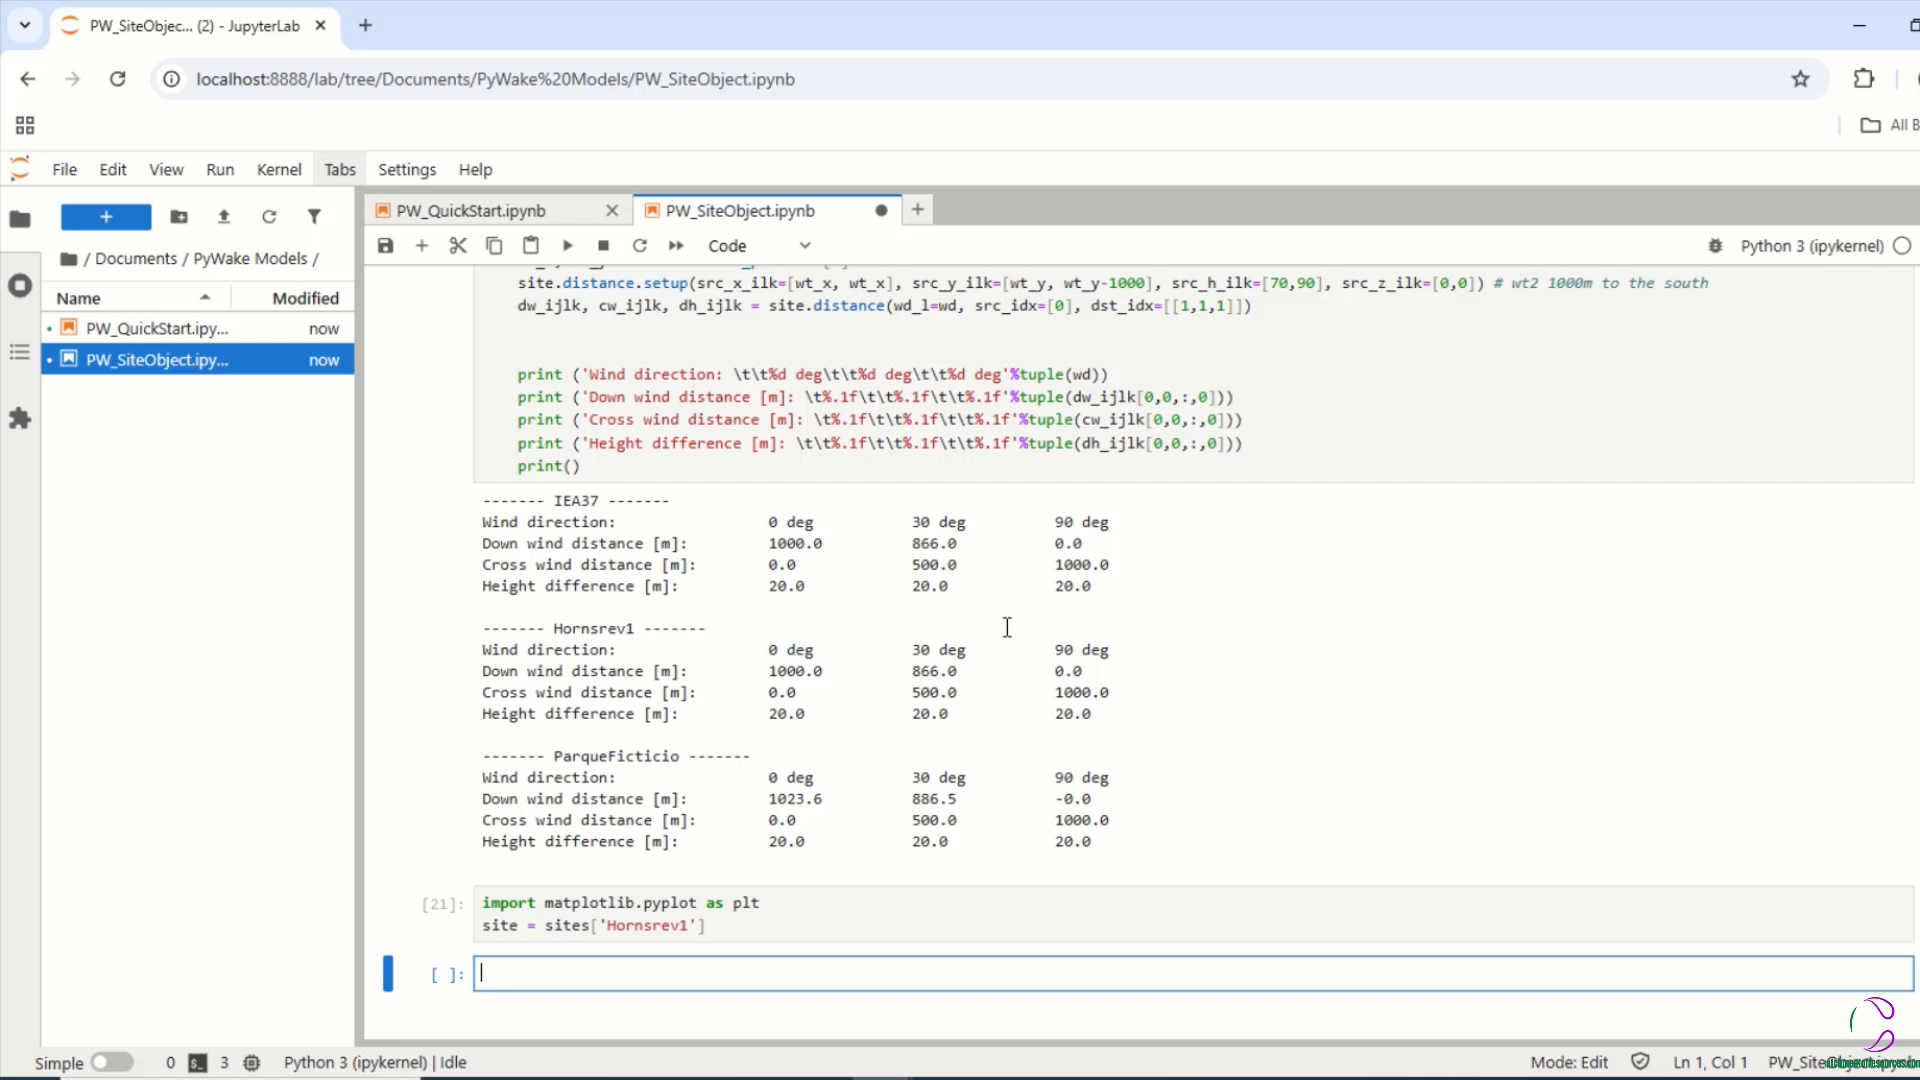 PW_SiteObjec... (2) - JupyterLab
localhost:8888/lab/tree/Documents/PyWake%20Models/PW_SiteObject.ipynb
All B
File Edit View Run Kernel Tabs Settings Help
PW_QuickStart.ipynb
PW_SiteObject.ipynb
Code
Python 3 (ipykernel)
/ Documents / PyWake Models /
Name Modified
PW_QuickStart.ipy... now
PW_SiteObject.ipy... now
site.distance.setup(src_x_ilk=[wt_x, wt_x], src_y_ilk=[wt_y, wt_y-1000], src_h_ilk=[70,90], src_z_ilk=[0,0]) # wt2 1000m to the south
dw_ijlk, cw_ijlk, dh_ijlk = site.distance(wd_l=wd, src_idx=[0], dst_idx=[[1,1,1]])
print ('Wind direction: \t\t%d deg\t\t%d deg\t\t%d deg'%tuple(wd))
print ('Down wind distance [m]: \t%.1f\t\t%.1f\t\t%.1f'%tuple(dw_ijlk[0,0,:,0]))
print ('Cross wind distance [m]: \t%.1f\t\t%.1f\t\t%.1f'%tuple(cw_ijlk[0,0,:,0]))
print ('Height difference [m]: \t\t%.1f\t\t%.1f\t\t%.1f'%tuple(dh_ijlk[0,0,:,0]))
print()
------- IEA37 -------
Wind direction: 0 deg 30 deg 90 deg
Down wind distance [m]: 1000.0 866.0 0.0
Cross wind distance [m]: 0.0 500.0 1000.0
Height difference [m]: 20.0 20.0 20.0
------- Hornsrev1 -------
Wind direction: 0 deg 30 deg 90 deg
Down wind distance [m]: 1000.0 866.0 0.0
Cross wind distance [m]: 0.0 500.0 1000.0
Height difference [m]: 20.0 20.0 20.0
------- ParqueFicticio -------
Wind direction: 0 deg 30 deg 90 deg
Down wind distance [m]: 1023.6 886.5 -0.0
Cross wind distance [m]: 0.0 500.0 1000.0
Height difference [m]: 20.0 20.0 20.0
[21]: import matplotlib.pyplot as plt
site = sites['Hornsrev1']
[ ]:
Simple 0 3 Python 3 (ipykernel) | Idle Mode: Edit Ln 1, Col 1